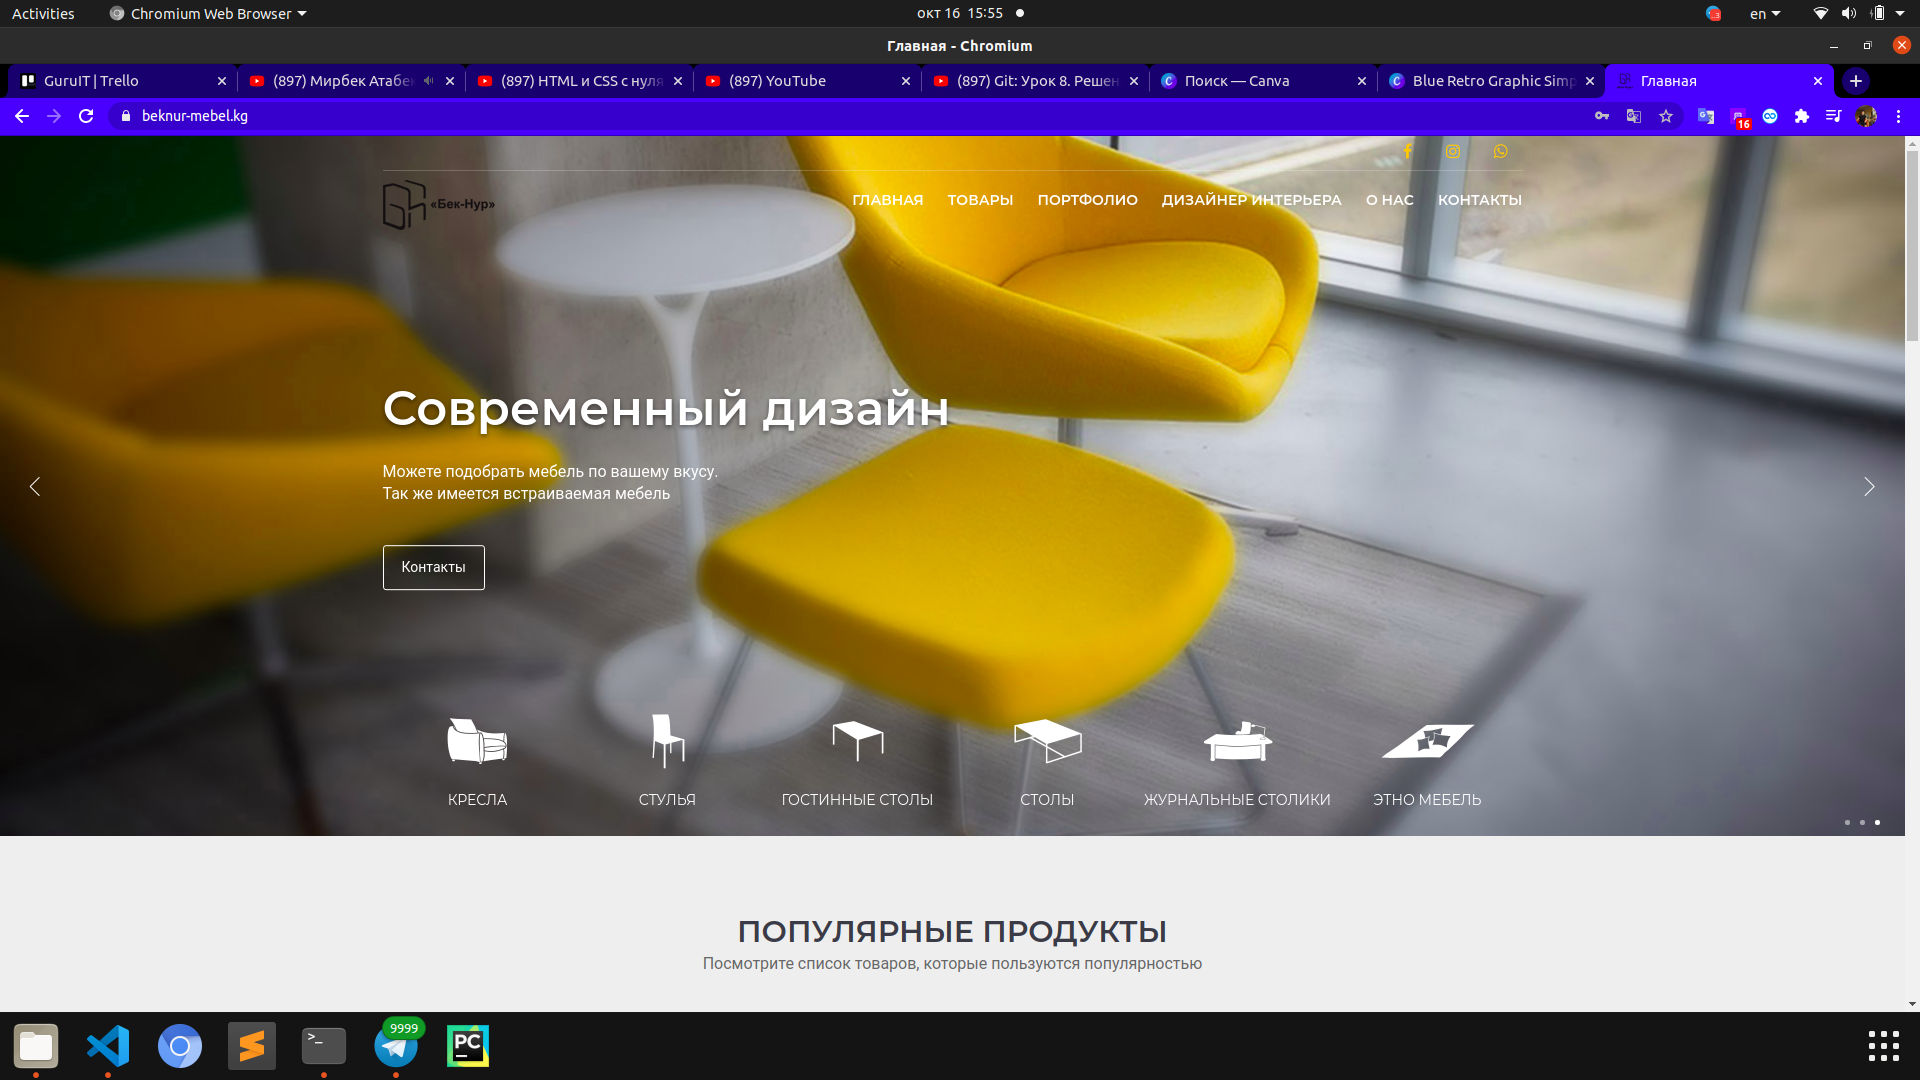 Activities
Chromium Web Browser
окт 16 15:55
en
Главная - Chromium
GuruIT | Trello
(897) Мирбек Атабек
(897) HTML и CSS с нуля
(897) YouTube
(897) Git: Урок 8. Решен
Поиск — Canva
Blue Retro Graphic Simp
Главная
beknur-mebel.kg
16
«Бек-Нур»
ГЛАВНАЯ
ТОВАРЫ
ПОРТФОЛИО
ДИЗАЙНЕР ИНТЕРЬЕРА
О НАС
КОНТАКТЫ
Современный дизайн
Можете подобрать мебель по вашему вкусу.
Так же имеется встраиваемая мебель
Контакты
КРЕСЛА
СТУЛЬЯ
ГОСТИННЫЕ СТОЛЫ
СТОЛЫ
ЖУРНАЛЬНЫЕ СТОЛИКИ
ЭТНО МЕБЕЛЬ
ПОПУЛЯРНЫЕ ПРОДУКТЫ
Посмотрите список товаров, которые пользуются популярностью
>_
9999
PC